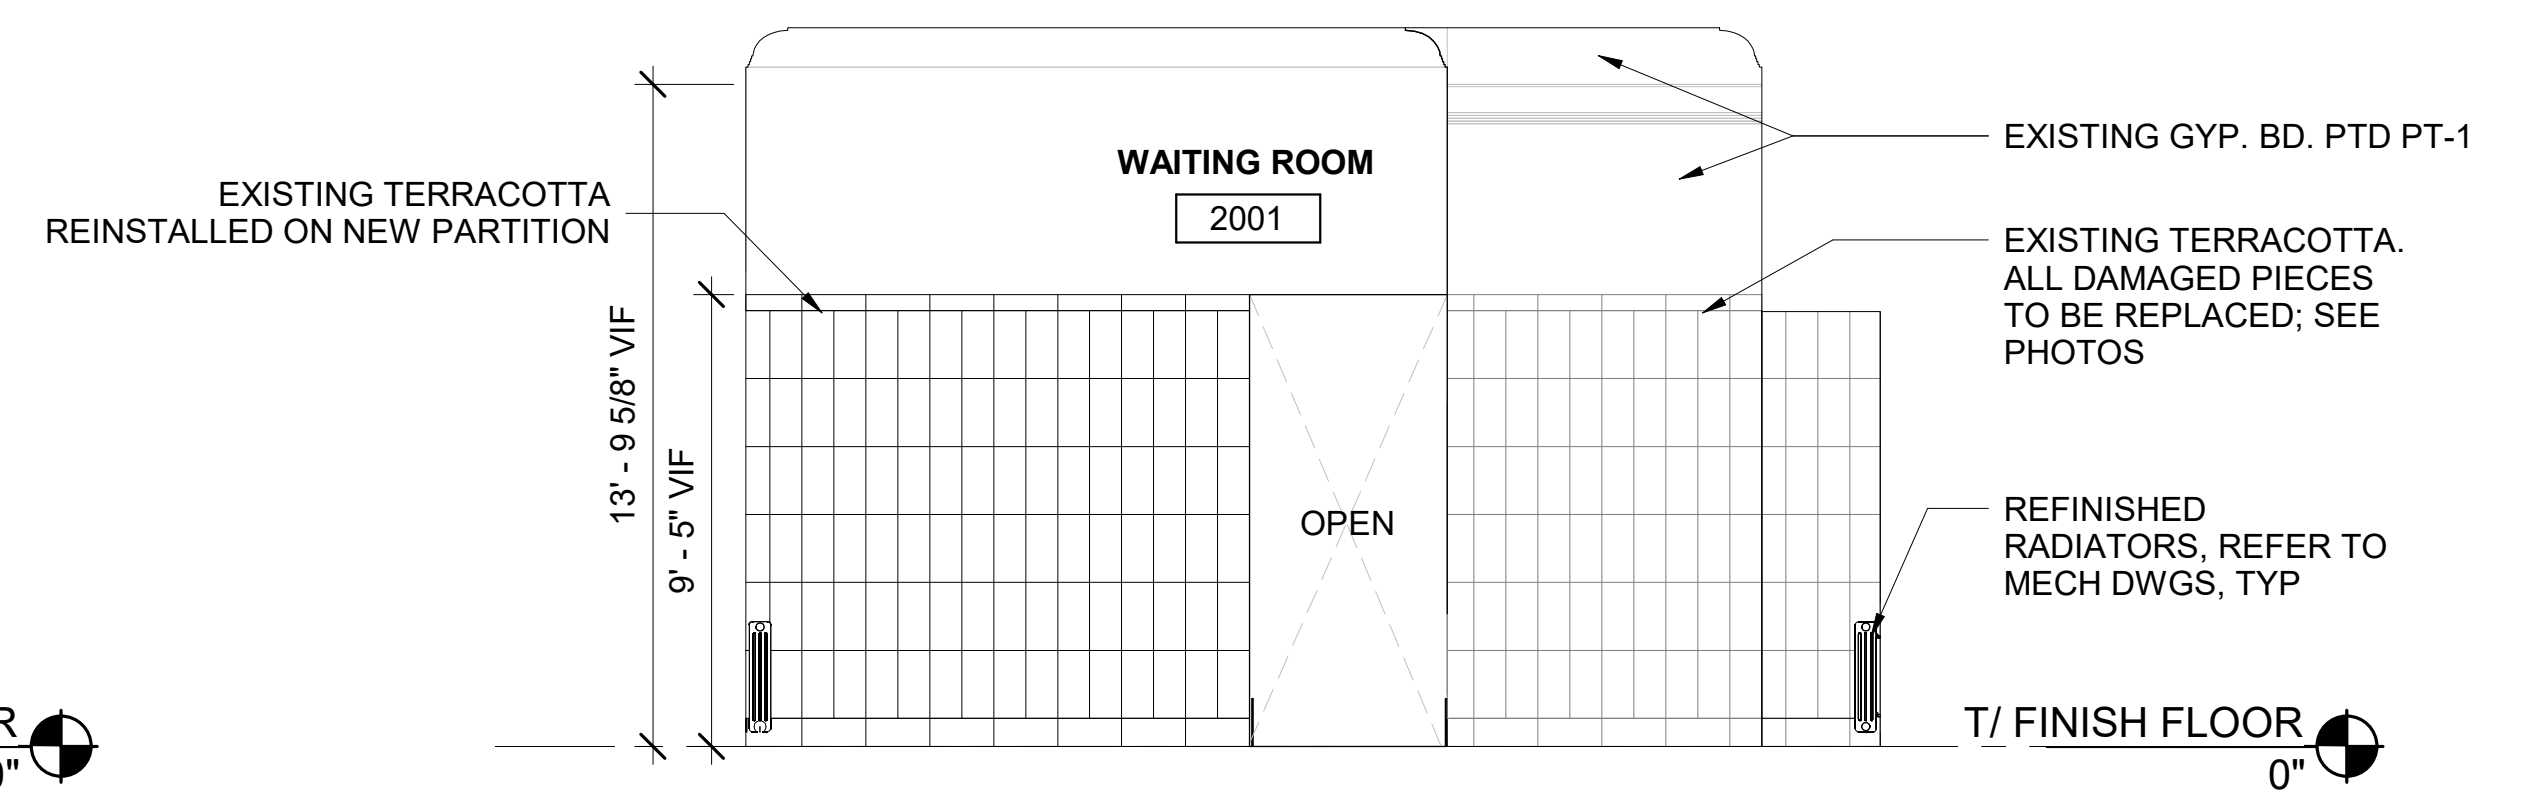 EXISTING TERRACOTTA
REINSTALLED ON NEW PARTITION
13' - 9 5/8" VIF
9' - 5" VIF
WAITING ROOM
2001
OPEN
EXISTING GYP. BD. PTD PT-1
EXISTING TERRACOTTA.
ALL DAMAGED PIECES
TO BE REPLACED; SEE
PHOTOS
REFINISHED
RADIATORS, REFER TO
MECH DWGS, TYP
T/ FINISH FLOOR
0"